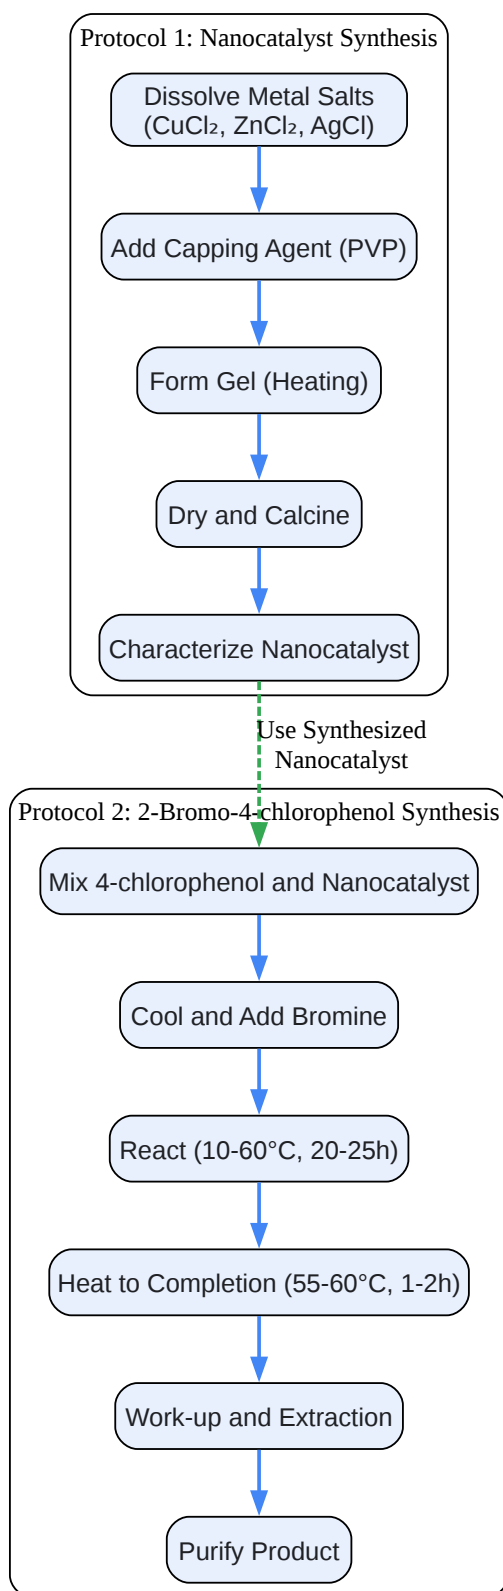 Protocol 1: Nanocatalyst Synthesis
Dissolve Metal Salts
(CuCl₂, ZnCl₂, AgCl)
Add Capping Agent (PVP)
Form Gel (Heating)
Dry and Calcine
Characterize Nanocatalyst
Use Synthesized
Nanocatalyst
Protocol 2: 2-Bromo-4-chlorophenol Synthesis
Mix 4-chlorophenol and Nanocatalyst
Cool and Add Bromine
React (10-60°C, 20-25h)
Heat to Completion (55-60°C, 1-2h)
Work-up and Extraction
Purify Product